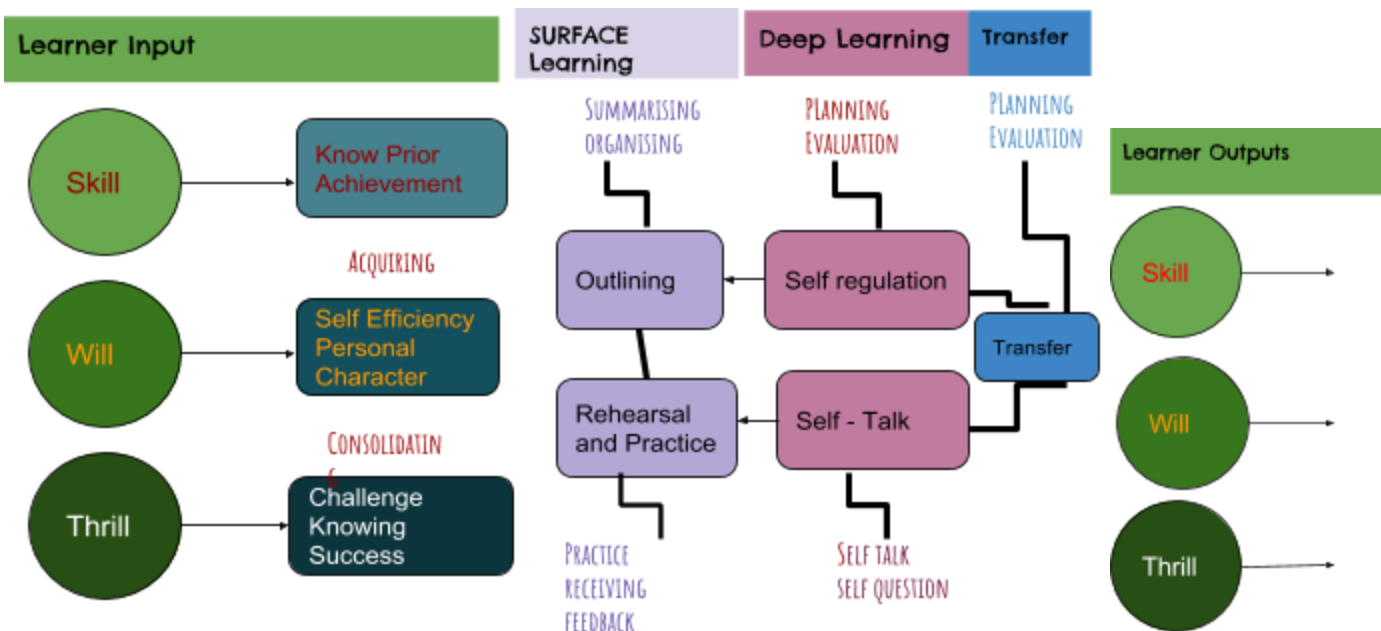 Learner Input
Skill
Know Prior
Achievement
Acquiring
Will
Self Efficiency
Personal
Character
Consolidatin
g
Thrill
Challenge
Knowing
Success
SURFACE
Learning
Summarising
organising
Outlining
Rehearsal
and Practice
Practice
receiving
feedback
Deep Learning
Planning
Evaluation
Self regulation
Self - Talk
Self talk
self question
Transfer
Planning
Evaluation
Transfer
Learner Outputs
Skill
Will
Thrill